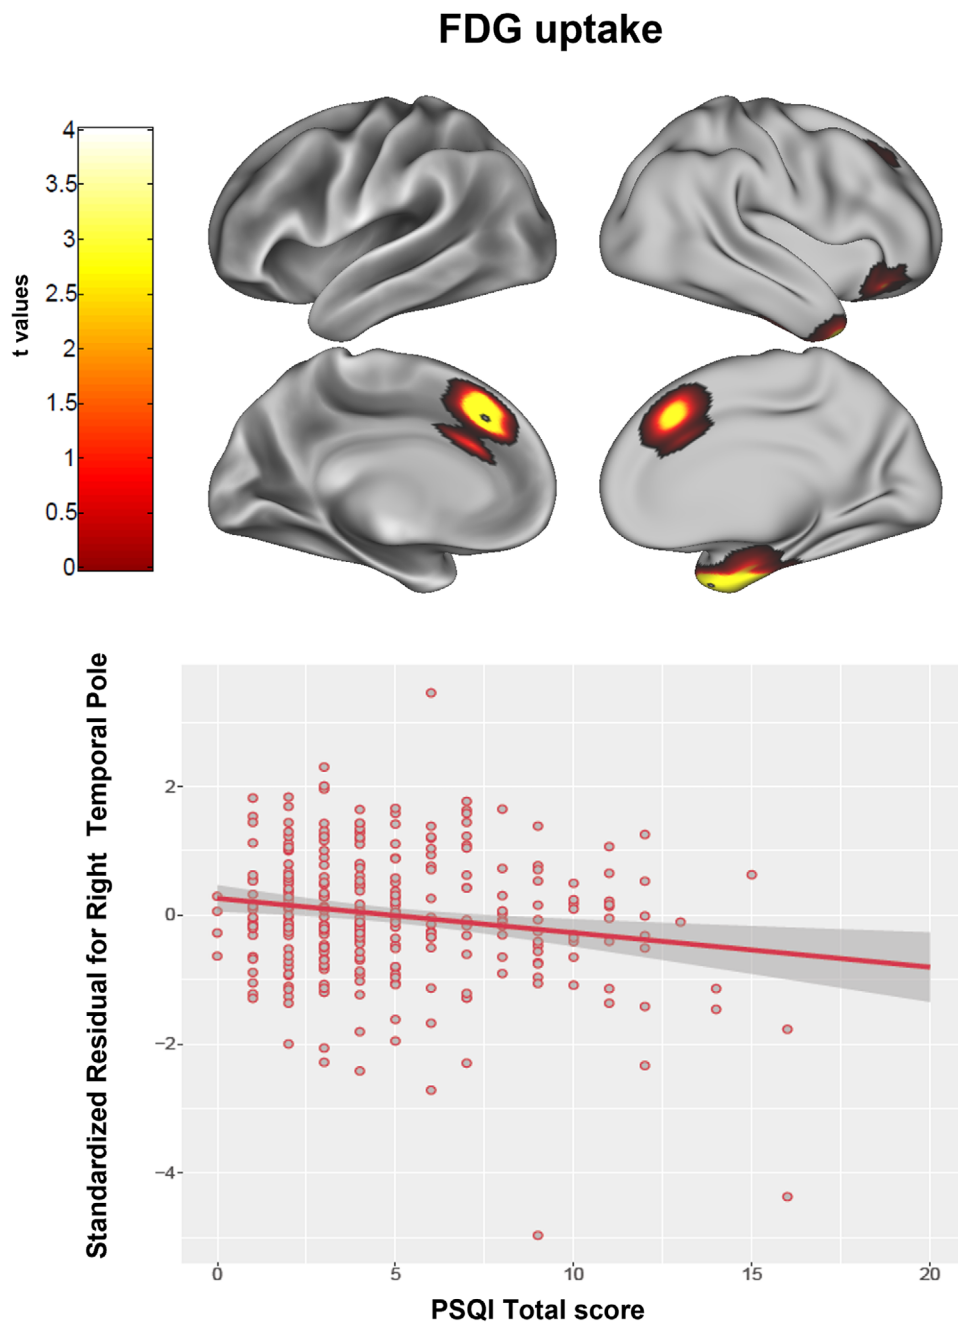 FDG uptake
4
3.5
3
2.5
2
1.5
1
0.5
0
t values
Standardized Residual for Right Temporal Pole
2
0
−2
−4
0 5 10 15 20
PSQI Total score